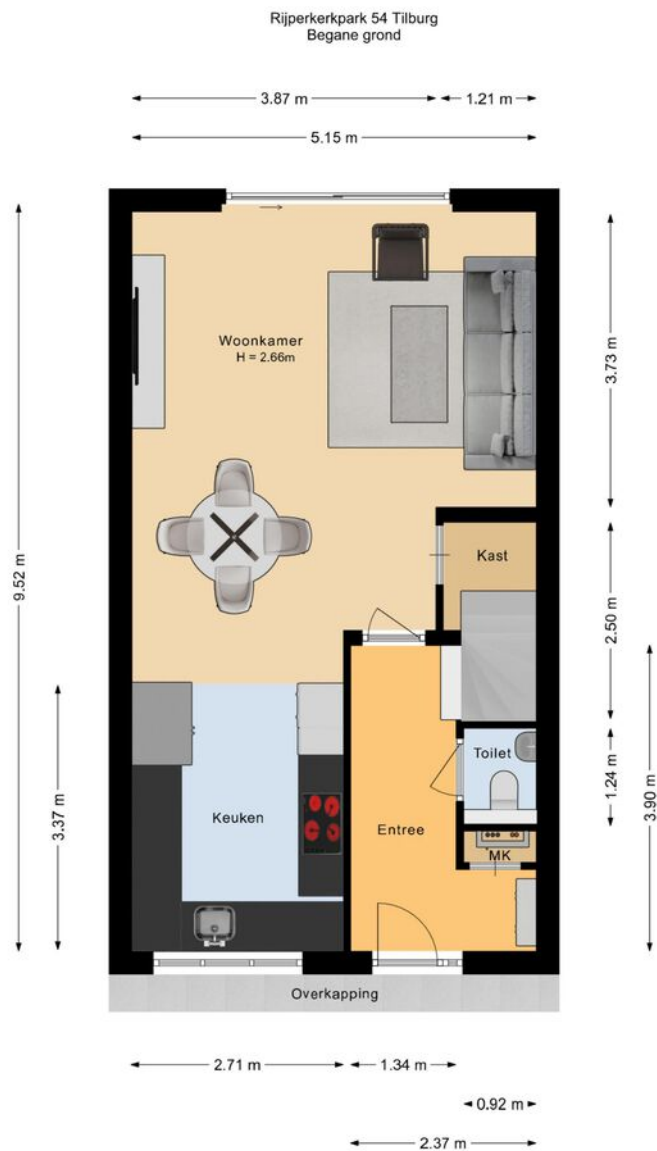 Rijperkerkpark 54 Tilburg
Begane grond
3.87 m
1.21 m
5.15 m
9.52 m
3.37 m
Woonkamer
H = 2.66m
3.73 m
Kast
2.50 m
Toilet
1.24 m
3.90 m
Keuken
Entree
MK
Overkapping
2.71 m
1.34 m
0.92 m
2.37 m